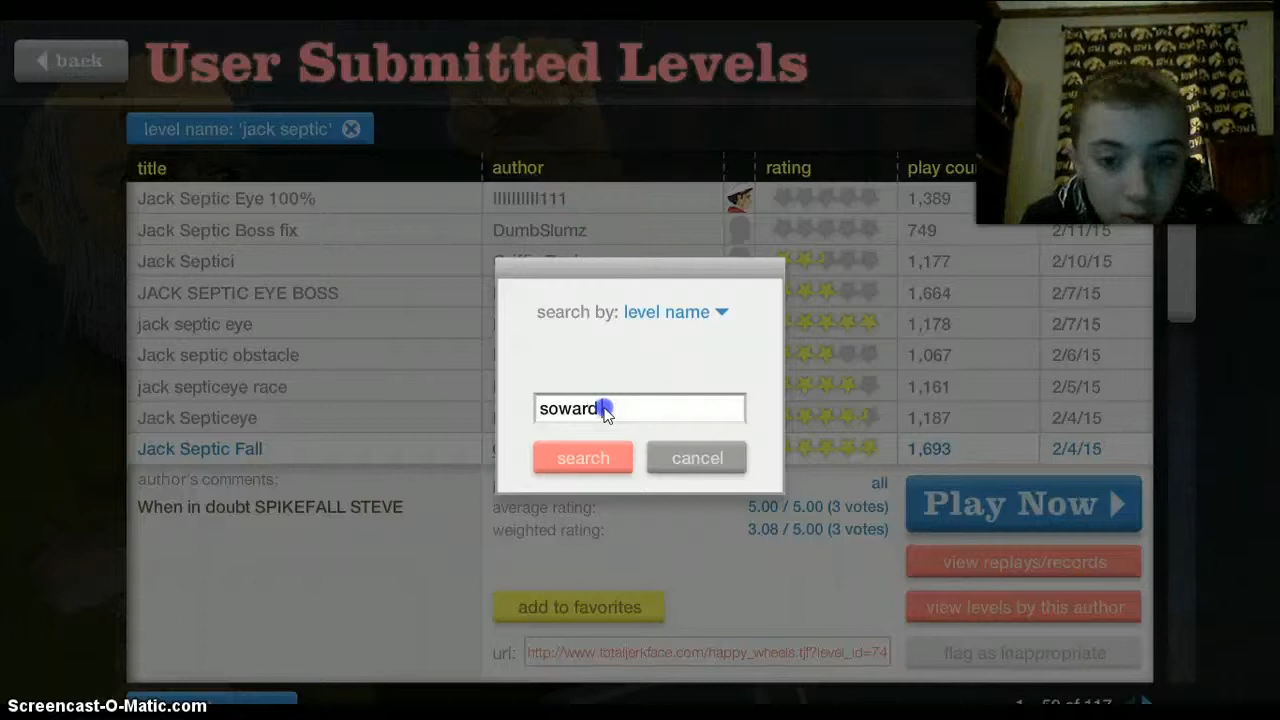 back
User Submitted Levels
level name: 'jack septic'
title author rating play cou
Jack Septic Eye 100% llllllllll111 1,389
Jack Septic Boss fix DumbSlumz 749 2/11/15
Jack Septici 1,177 2/10/15
JACK SEPTIC EYE BOSS 1,664 2/7/15
jack septic eye 1,178 2/7/15
Jack septic obstacle 1,067 2/6/15
jack septiceye race 1,161 2/5/15
Jack Septiceye 1,187 2/4/15
Jack Septic Fall 1,693 2/4/15
search by: level name
soward
search cancel
author's comments:
When in doubt SPIKEFALL STEVE
all
average rating: 5.00 / 5.00 (3 votes)
weighted rating: 3.08 / 5.00 (3 votes)
Play Now
view replays/records
add to favorites
view levels by this author
url: http://www.totaljerkface.com/happy_wheels.tjf?level_id=74
flag as inappropriate
Screencast-O-Matic.com